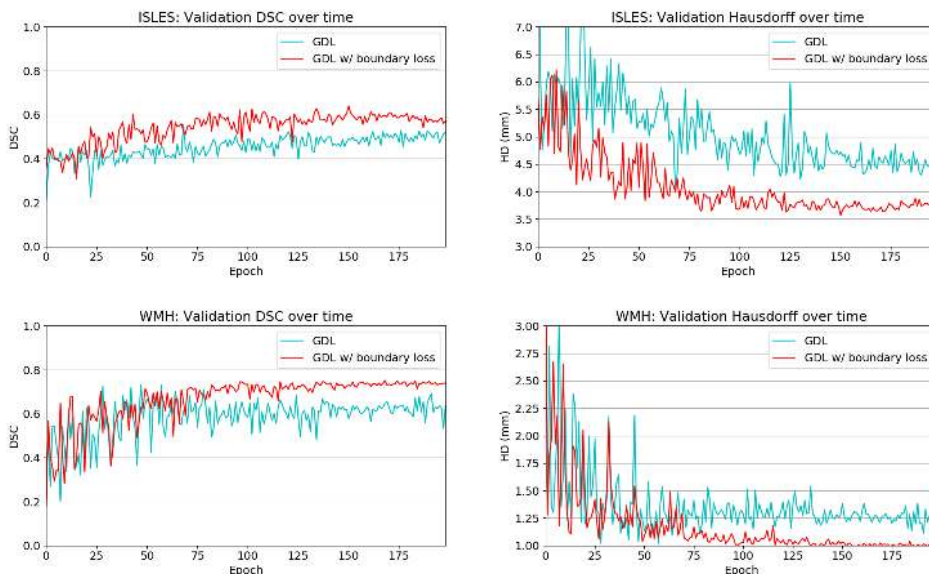 ISLES: Validation DSC over time
1.0
0.8
0.6
0.4
0.2
0.0
DSC
GDL
GDL w/ boundary loss
0 25 50 75 100 125 150 175
Epoch
ISLES: Validation Hausdorff over time
7.0
6.5
6.0
5.5
5.0
4.5
4.0
3.5
3.0
HD (mm)
GDL
GDL w/ boundary loss
0 25 50 75 100 125 150 175
Epoch
WMH: Validation DSC over time
1.0
0.8
0.6
0.4
0.2
0.0
DSC
GDL
GDL w/ boundary loss
0 25 50 75 100 125 150 175
Epoch
WMH: Validation Hausdorff over time
3.00
2.75
2.50
2.25
2.00
1.75
1.50
1.25
1.00
HD (mm)
GDL
GDL w/ boundary loss
0 25 50 75 100 125 150 175
Epoch